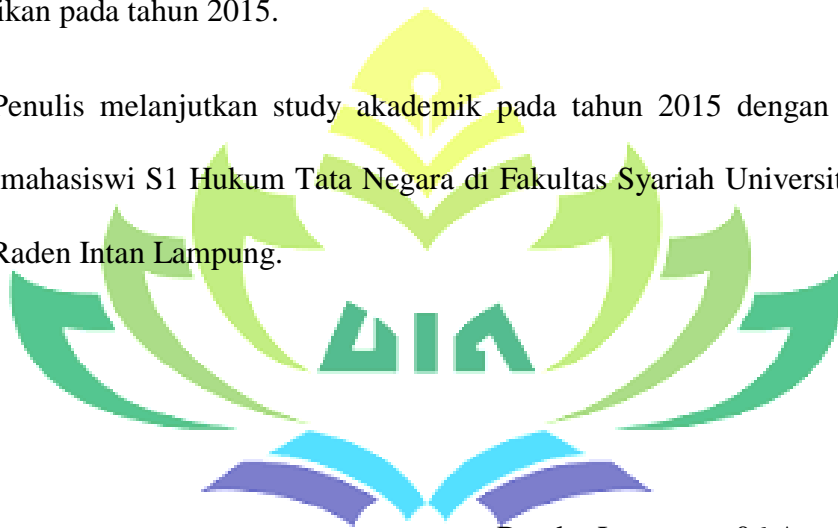 ikan pada tahun 2015.
Penulis melanjutkan study akademik pada tahun 2015 dengan
mahasiswi S1 Hukum Tata Negara di Fakultas Syariah Universit
Raden Intan Lampung.
UIN